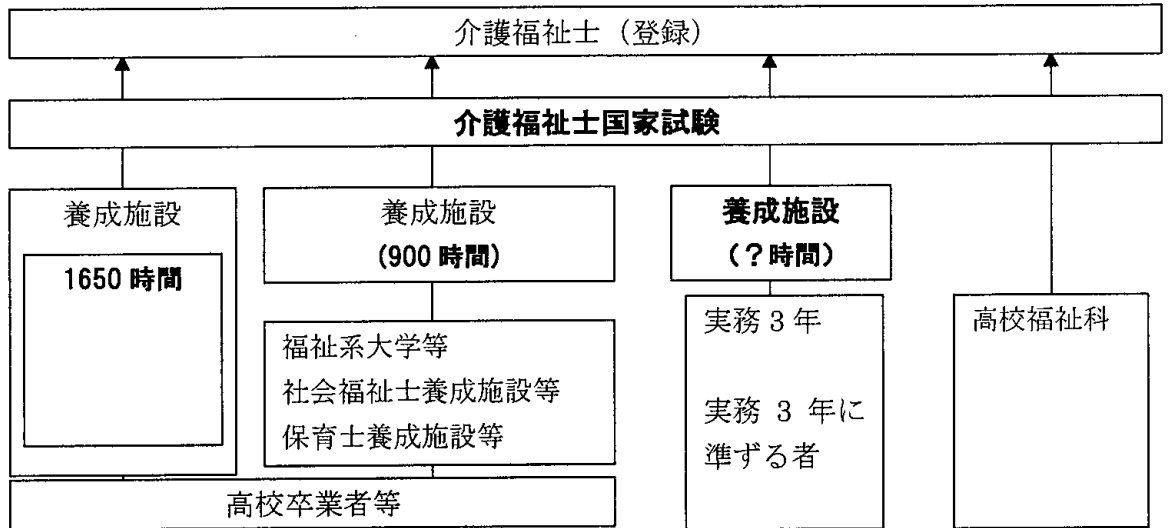 介護福祉士（登録）
介護福祉士国家試験
養成施設
1650 時間
養成施設
(900 時間)
福祉系大学等
社会福祉士養成施設等
保育士養成施設等
養成施設
(？時間)
実務３年
実務 3 年に
準ずる者
高校福祉科
高校卒業者等